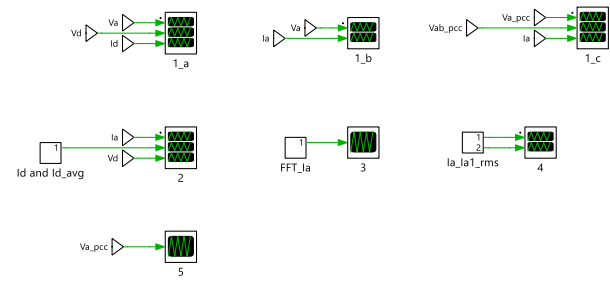 Va
Vd
Id
1_a
Va
Ia
1_b
Va_pcc
Vab_pcc
Ia
1_c
Ia
1
Vd
Id and Id_avg
2
1
FFT_Ia
3
1
2
Ia_Ia1_rms
4
Va_pcc
5